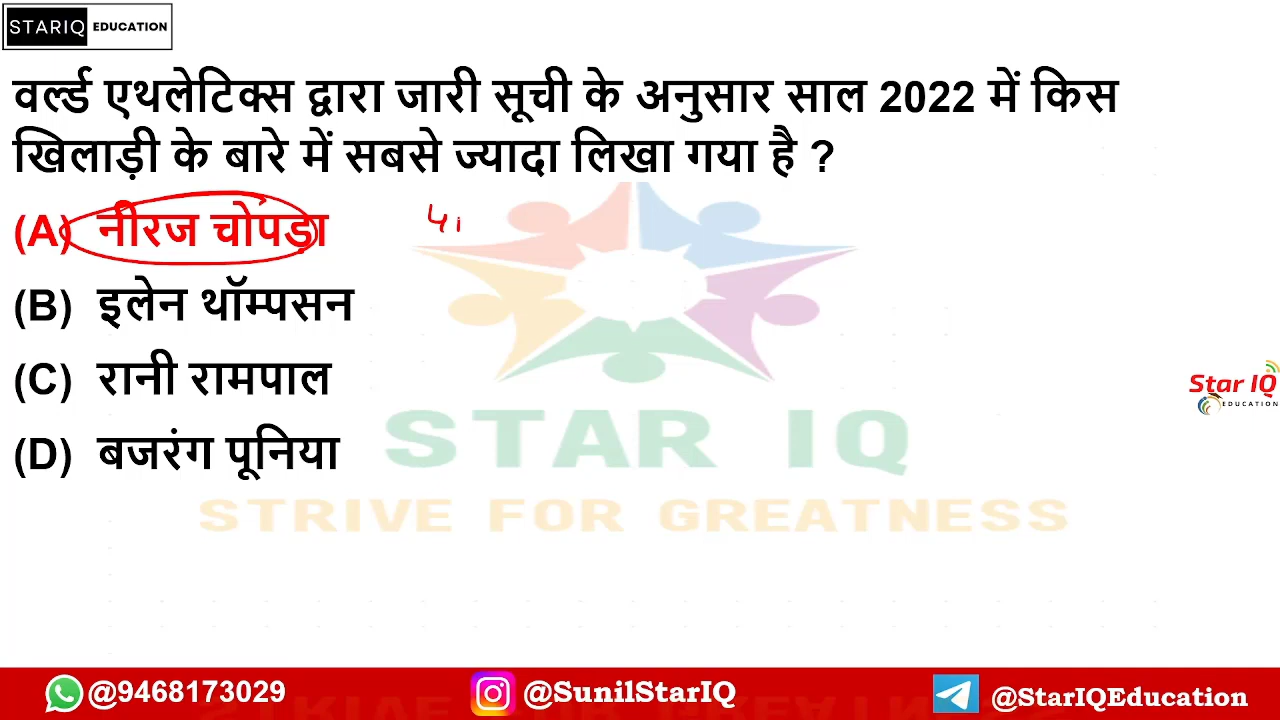 STARIQ EDUCATION
वर्ल्ड एथलेटिक्स द्वारा जारी सूची के अनुसार साल 2022 में किस
खिलाड़ी के बारे में सबसे ज्यादा लिखा गया है ?
(A) नीरज चोपड़ा
(B) इलेन थॉम्पसन
(C) रानी रामपाल
(D) बजरंग पूनिया
Star IQ
EDUCATION
STAR IQ
STRIVE FOR GREATNESS
@9468173029 @SunilStarIQ @StarIQEducation